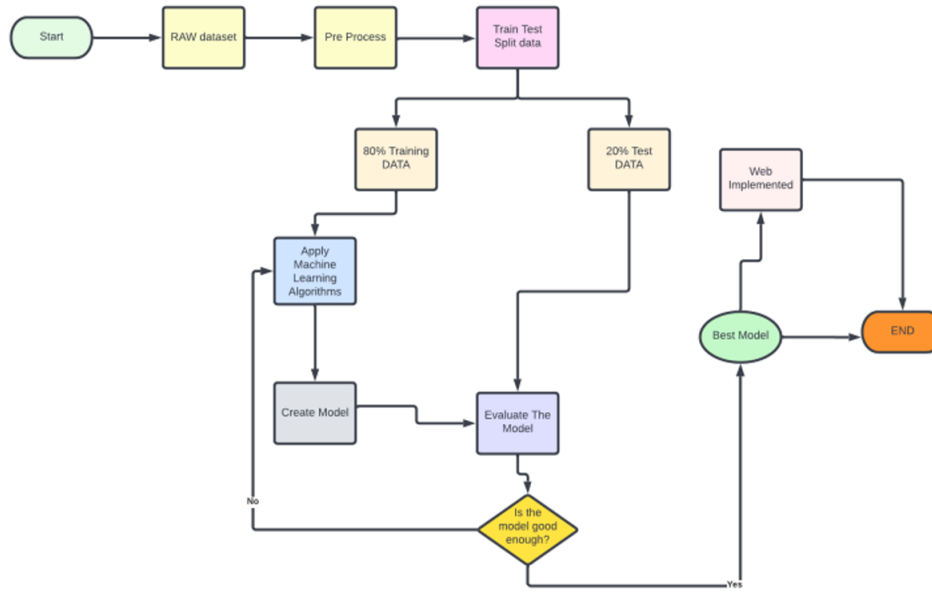 Start
RAW dataset
Pre Process
Train Test
Split data
80% Training
DATA
20% Test
DATA
Web
Implemented
Apply
Machine
Learning
Algorithms
Best Model
END
Create Model
Evaluate The
Model
No
Is the
model good
enough?
Yes